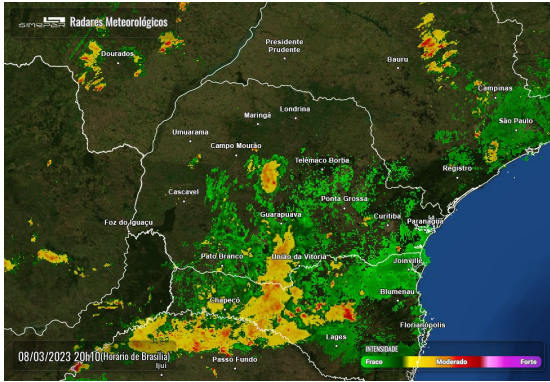 SIMEPAR Radares Meteorológicos
Presidente
Prudente
Dourados
Bauru
Campinas
Londrina
Maringá
São Paulo
Umuarama
Campo Mourão
Telêmaco Borba
Registro
Cascavel
Ponta Grossa
Guarapuava
Curitiba
Paranaguá
Foz do Iguaçu
Pato Branco
União da Vitória
Joinville
Blumenau
Chapecó
Florianópolis
Lages
INTENSIDADE
08/03/2023 20h10(Horário de Brasília)
Passo Fundo
Fraco Moderado Forte
Ijuí